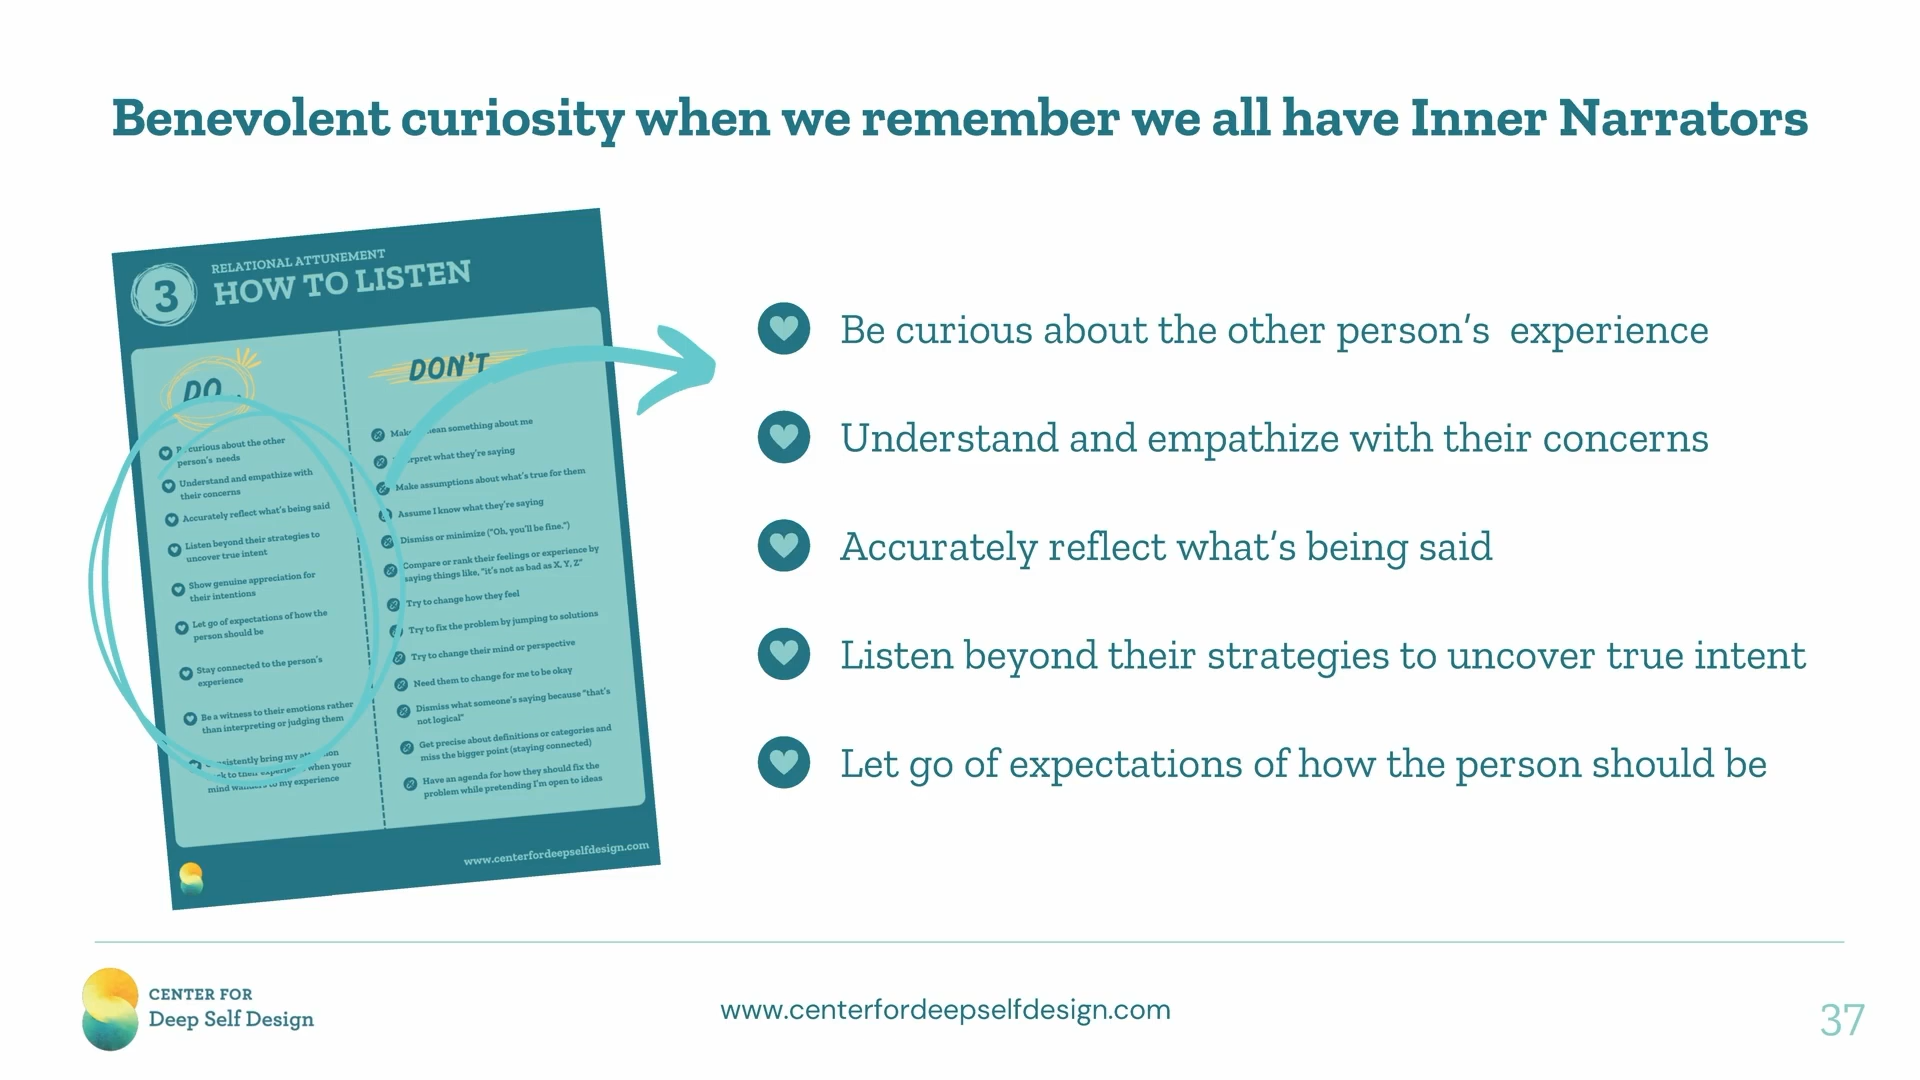 Benevolent curiosity when we remember we all have Inner Narrators
3
RELATIONAL ATTUNEMENT
HOW TO LISTEN
DO
curious about the other
person's needs
Understand and empathize with
their concerns
Accurately reflect what's being said
Listen beyond their strategies to
uncover true intent
Show genuine appreciation for
their intentions
Let go of expectations of how the
person should be
Stay connected to the person's
experience
Be a witness to their emotions rather
than interpreting or judging them
bring my
to their when your
mind to my experience
DON'T
something about me
what they're saying
Make assumptions about what's true for them
Assume I know what they're saying
Dismiss or minimize ("Oh, you'll be fine.")
Compare or rank their feelings or experience by
saying things like, "it's not as bad as X, Y, Z"
Try to change how they feel
Try to fix the problem by jumping to solutions
Try to change their mind or perspective
Need them to change for me to be okay
Dismiss what someone's saying because "that's
not logical"
Get precise about definitions or categories and
miss the bigger point (staying connected)
Have an agenda for how they should fix the
problem while pretending I'm open to ideas
www.centerfordeepselfdesign.com
Be curious about the other person's  experience
Understand and empathize with their concerns
Accurately reflect what's being said
Listen beyond their strategies to uncover true intent
Let go of expectations of how the person should be
CENTER FOR
Deep Self Design
www.centerfordeepselfdesign.com
37